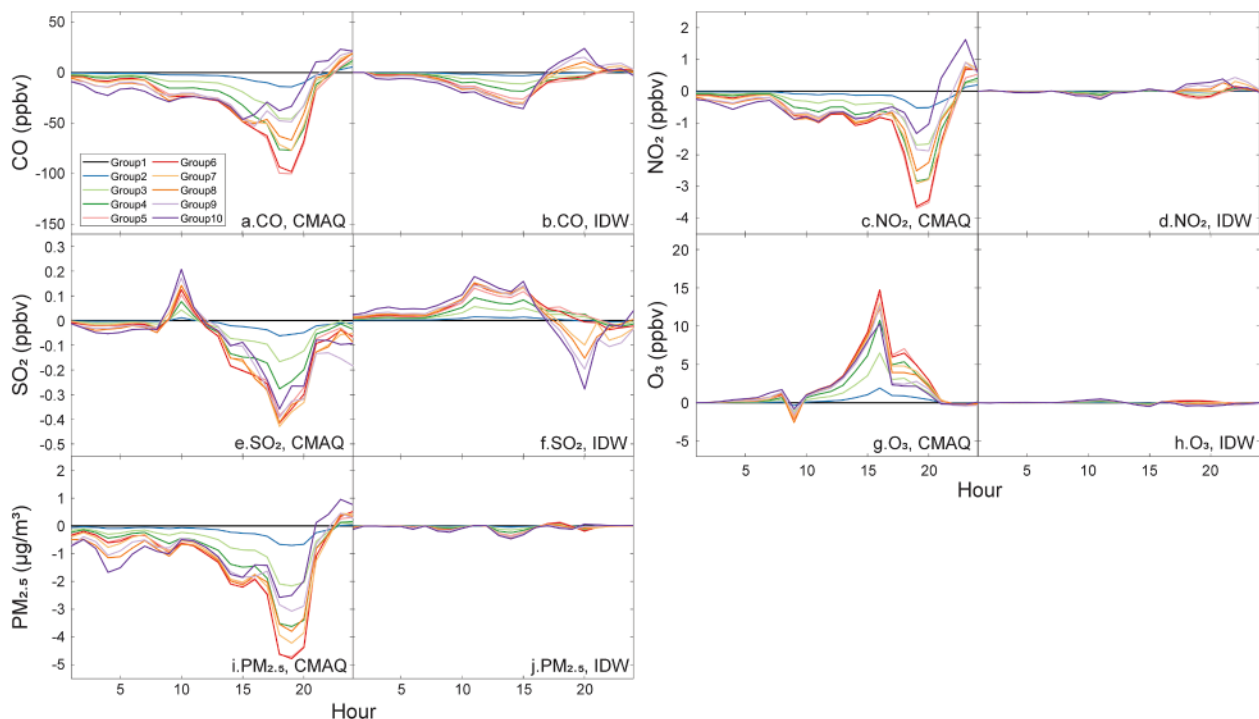 50
0
-50
-100
-150
CO (ppbv)
Group1 Group6
Group2 Group7
Group3 Group8
Group4 Group9
Group5 Group10
a.CO, CMAQ
b.CO, IDW
2
1
0
-1
-2
-3
-4
NO₂ (ppbv)
c.NO₂, CMAQ
d.NO₂, IDW
0.3
0.2
0.1
0
-0.1
-0.2
-0.3
-0.4
-0.5
SO₂ (ppbv)
e.SO₂, CMAQ
f.SO₂, IDW
20
15
10
5
0
-5
O₃ (ppbv)
g.O₃, CMAQ
h.O₃, IDW
5 10 15 20 5 10 15 20
Hour
2
1
0
-1
-2
-3
-4
-5
PM₂.₅ (μg/m³)
i.PM₂.₅, CMAQ
j.PM₂.₅, IDW
5 10 15 20 5 10 15 20
Hour